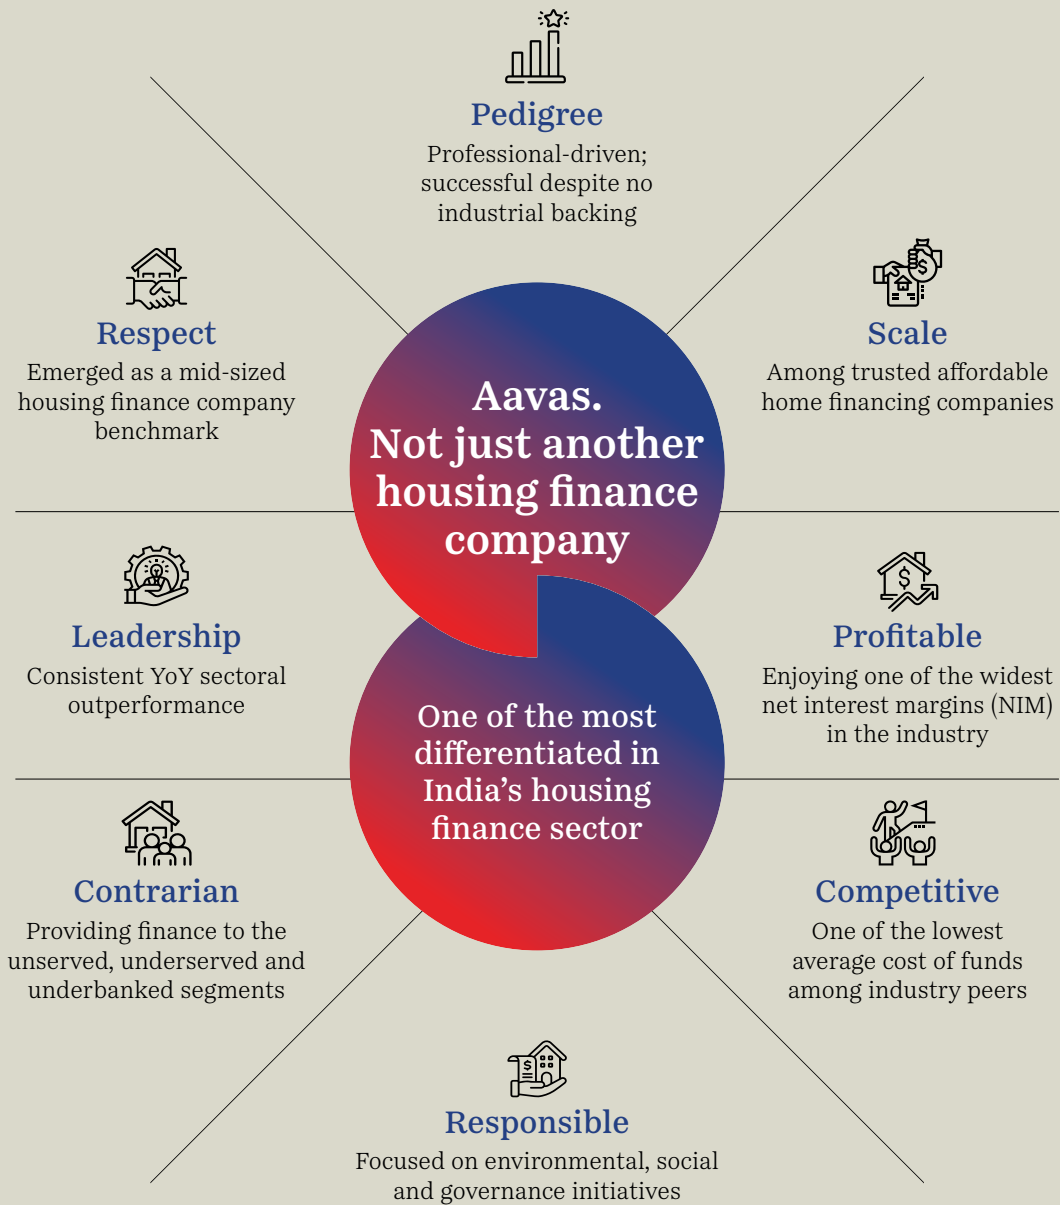 Pedigree
Professional-driven;
successful despite no
industrial backing
Respect
Emerged as a mid-sized
housing finance company
benchmark
Scale
Among trusted affordable
home financing companies
Aavas.
Not just another
housing finance
company
Leadership
Consistent YoY sectoral
outperformance
Profitable
Enjoying one of the widest
net interest margins (NIM)
in the industry
One of the most
differentiated in
India’s housing
finance sector
Contrarian
Providing finance to the
unserved, underserved and
underbanked segments
Competitive
One of the lowest
average cost of funds
among industry peers
Responsible
Focused on environmental, social
and governance initiatives